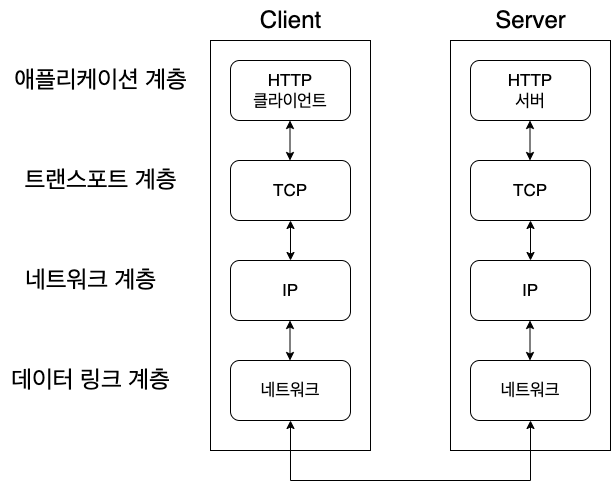 Client
Server
애플리케이션 계층
HTTP
클라이언트
HTTP
서버
트랜스포트 계층
TCP
TCP
네트워크 계층
IP
IP
데이터 링크 계층
네트워크
네트워크